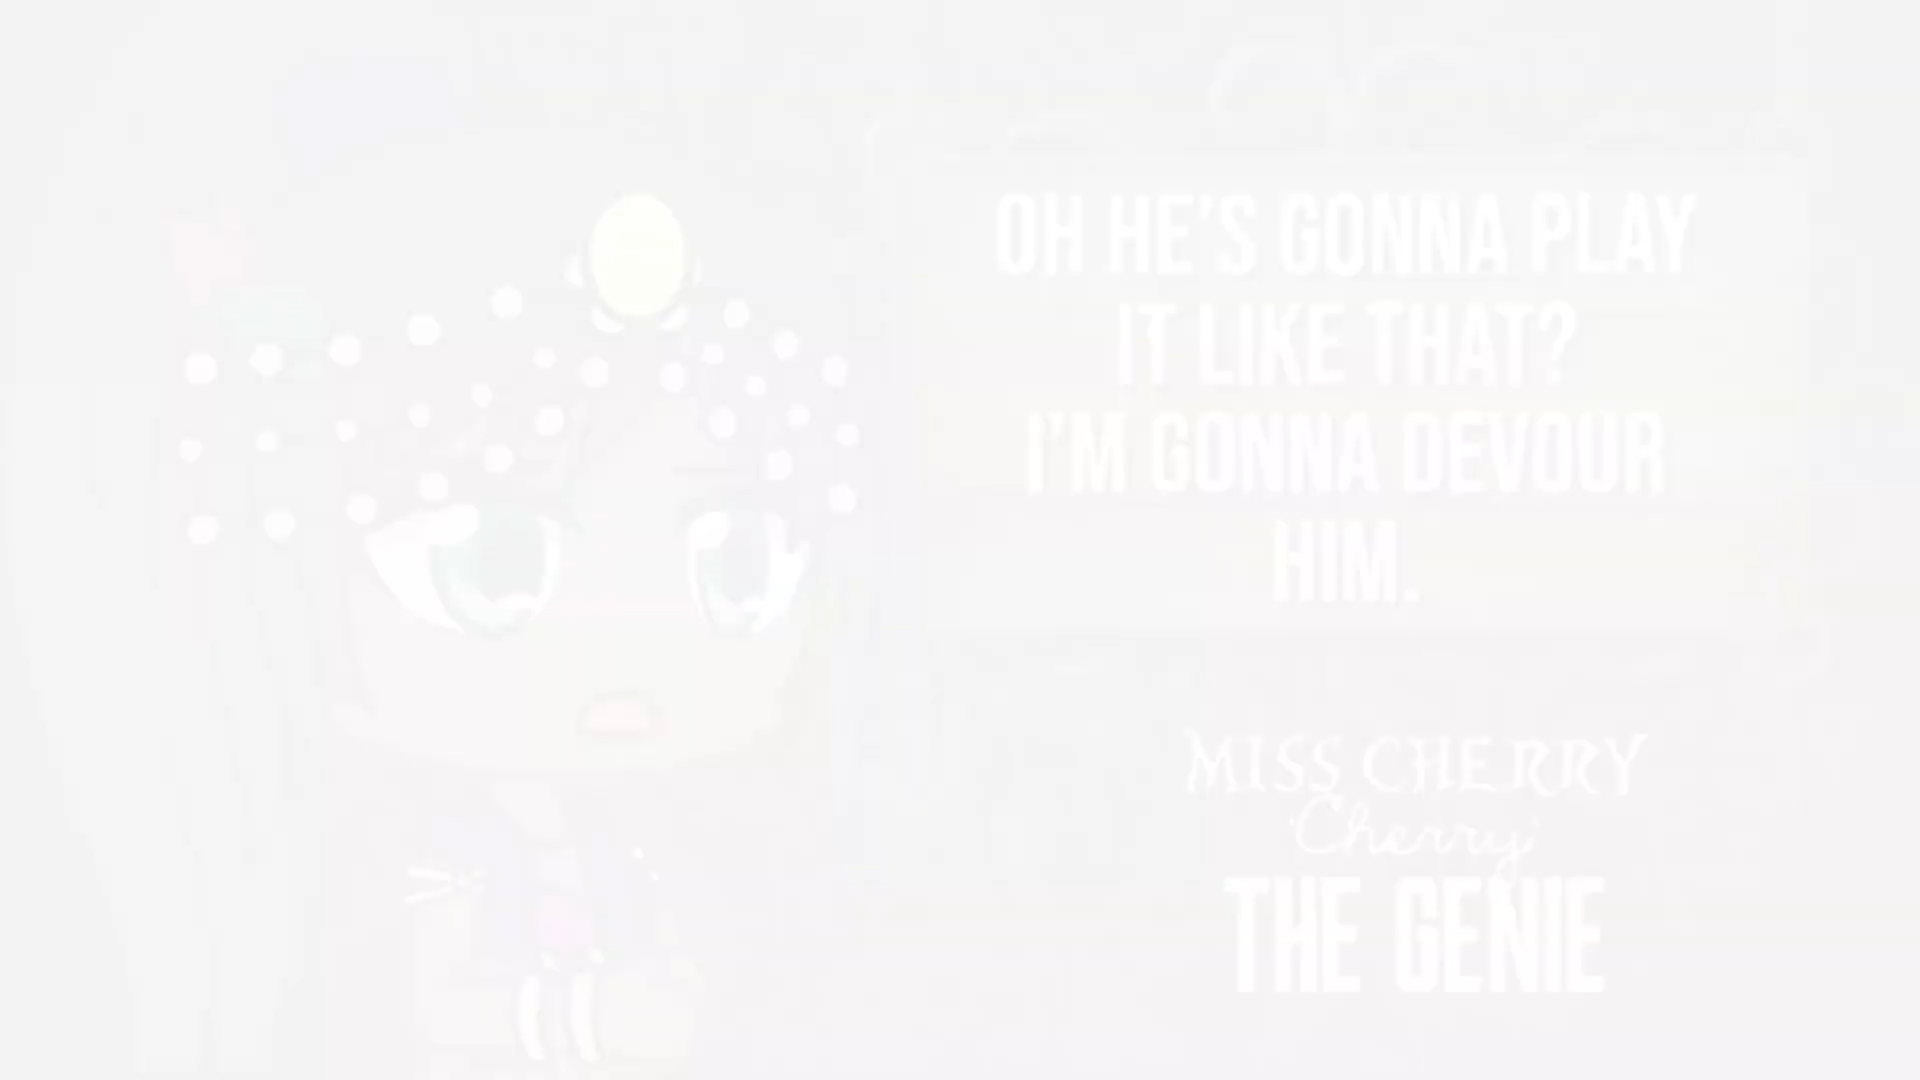 OH HE'S GONNA PLAY
IT LIKE THAT?
I'M GONNA DEVOUR
HIM.
MISS CHERRY
'Cherry'
THE GENIE